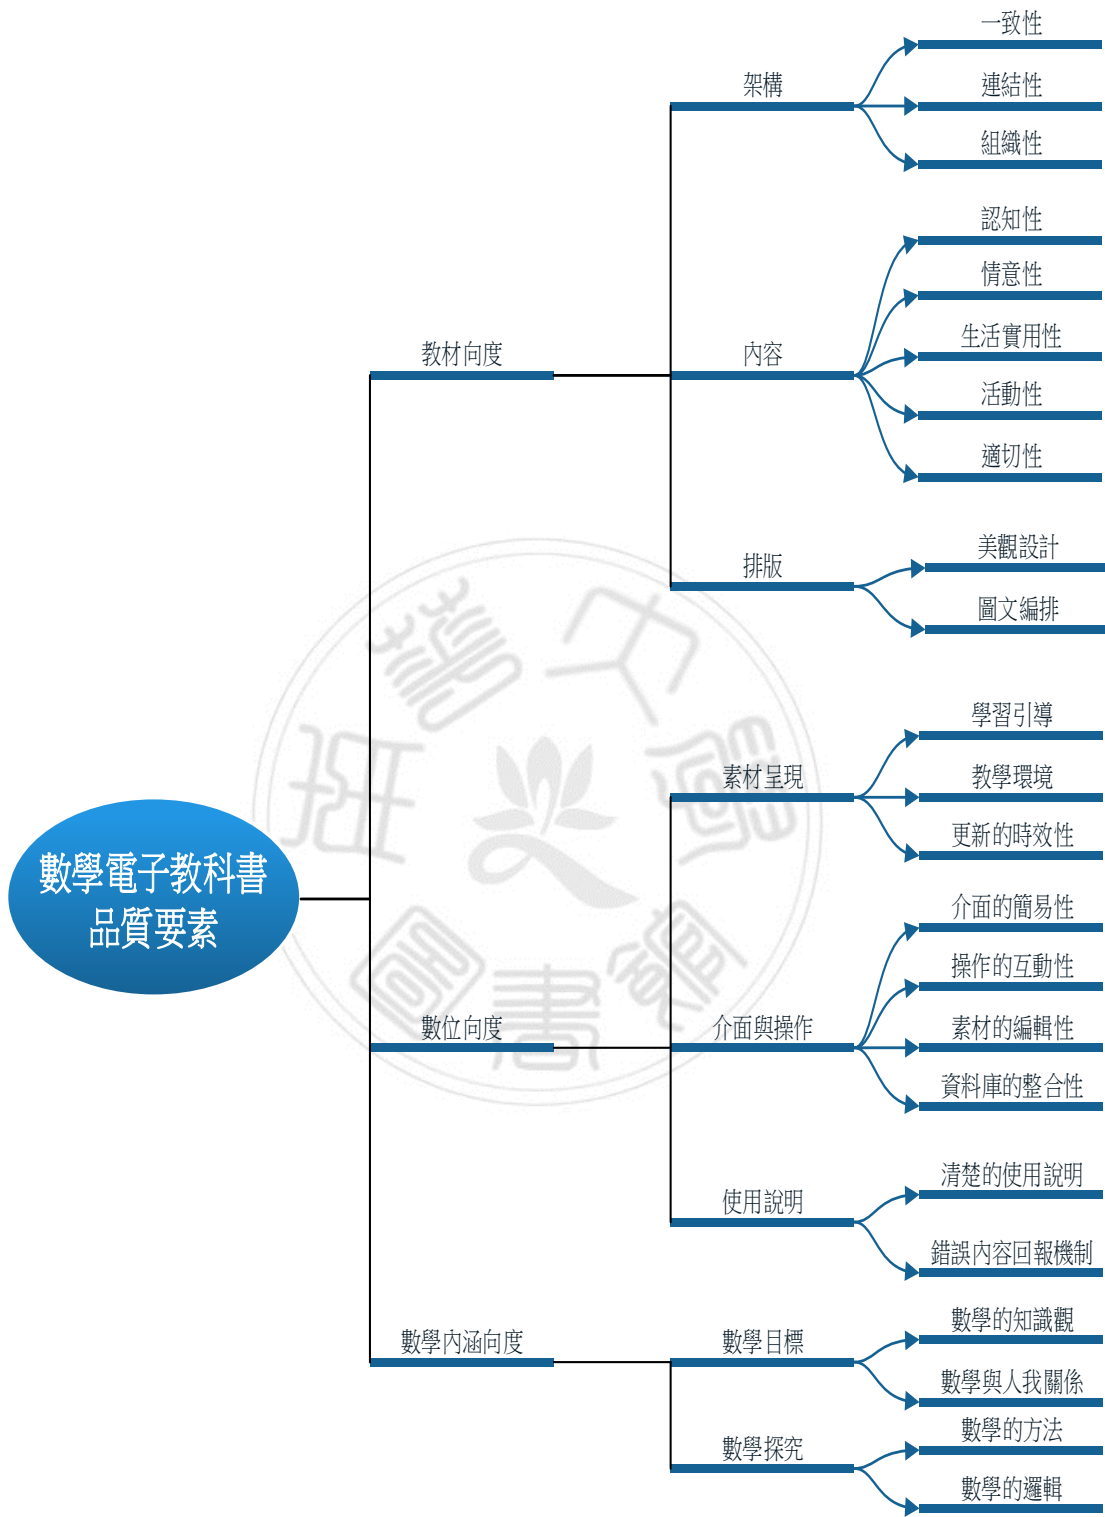 數學電子教科書
品質要素
教材向度
架構
一致性
連結性
組織性
內容
認知性
情意性
生活實用性
活動性
適切性
排版
美觀設計
圖文編排
數位向度
素材呈現
學習引導
教學環境
更新的時效性
介面與操作
介面的簡易性
操作的互動性
素材的編輯性
資料庫的整合性
使用說明
清楚的使用說明
錯誤內容回報機制
數學內涵向度
數學目標
數學的知識觀
數學與人我關係
數學探究
數學的方法
數學的邏輯